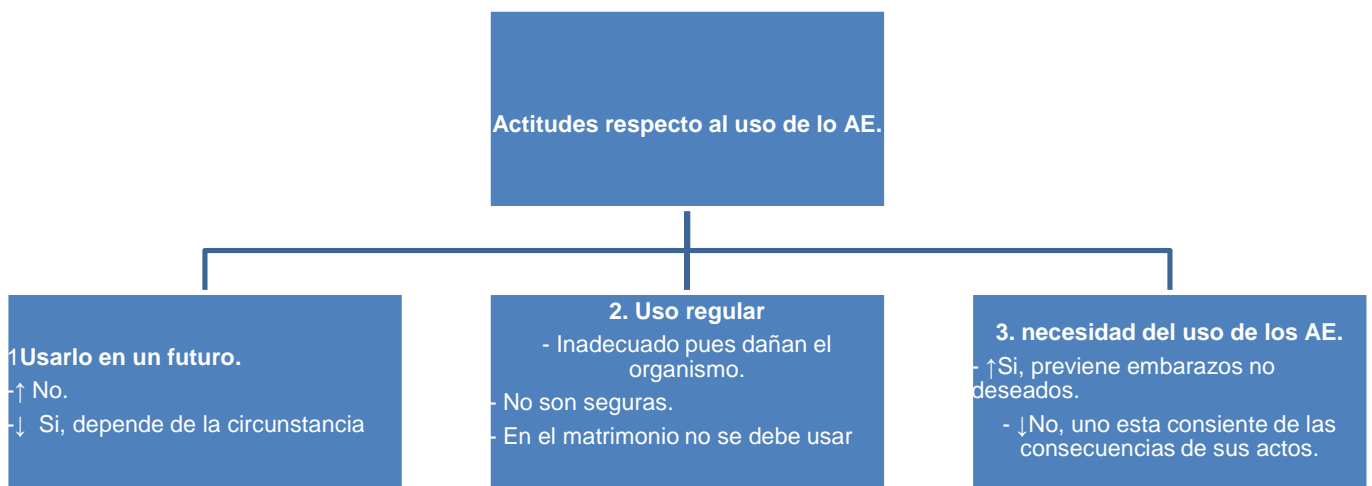 Actitudes respecto al uso de lo AE.
1Usarlo en un futuro.
-↑ No.
-↓ Si, depende de la circunstancia
2. Uso regular
- Inadecuado pues dañan el
organismo.
- No son seguras.
- En el matrimonio no se debe usar
3. necesidad del uso de los AE.
- ↑Si, previene embarazos no
deseados.
- ↓No, uno esta consiente de las
consecuencias de sus actos.